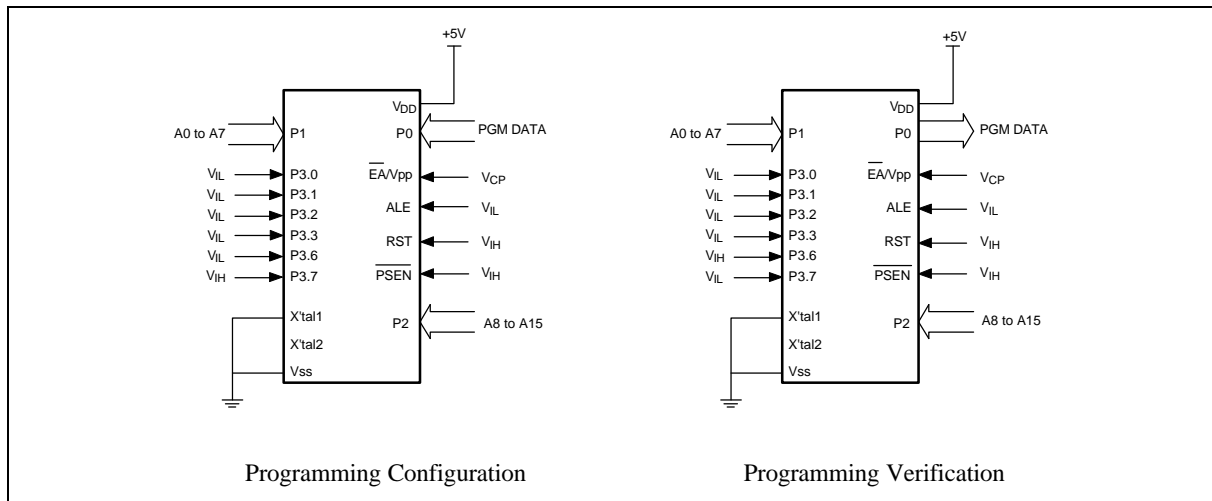 +5V
VDD
A0 to A7
P1
P0
PGM DATA
VIL
P3.0
EA/Vpp
VCP
VIL
P3.1
VIL
P3.2
ALE
VIL
VIL
P3.3
RST
VIH
VIL
P3.6
VIH
P3.7
PSEN
VIH
X'tal1
P2
A8 to A15
X'tal2
Vss
Programming Configuration
+5V
VDD
A0 to A7
P1
P0
PGM DATA
VIL
P3.0
EA/Vpp
VCP
VIL
P3.1
VIL
P3.2
ALE
VIL
VIL
P3.3
RST
VIH
VIH
P3.6
VIL
P3.7
PSEN
VIH
X'tal1
P2
A8 to A15
X'tal2
Vss
Programming Verification